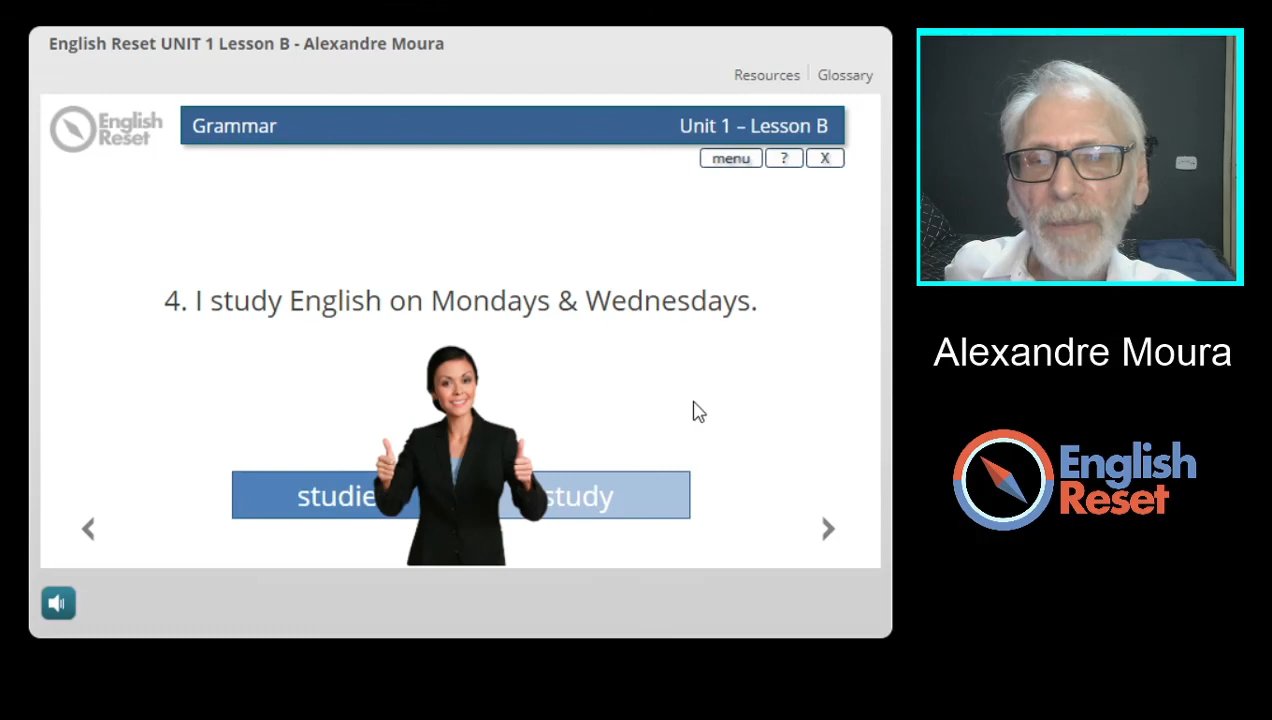 English Reset UNIT 1 Lesson B - Alexandre Moura
Resources
Glossary
English
Reset
Grammar
Unit 1 – Lesson B
menu
?
X
4. I study English on Mondays & Wednesdays.
studie
study
Alexandre Moura
English
Reset